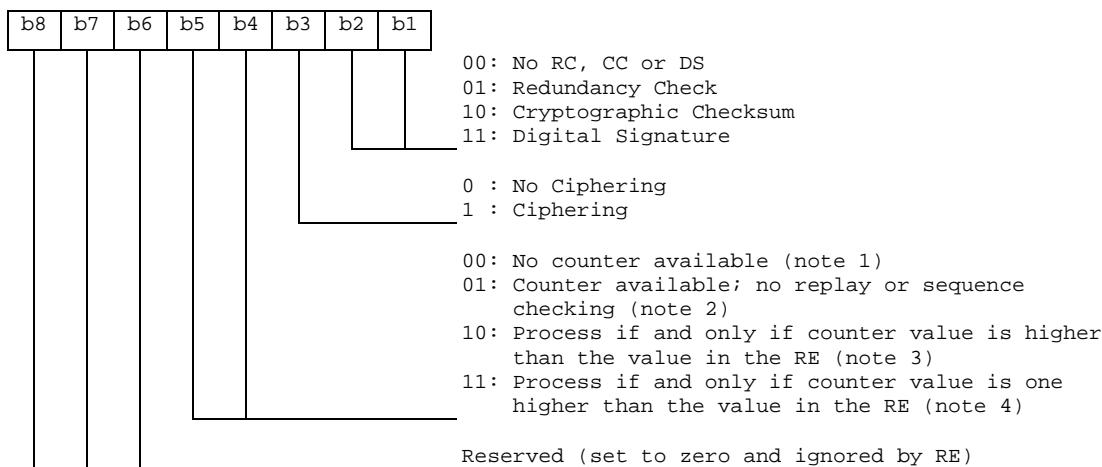 b8 b7 b6 b5 b4 b3 b2 b1
00: No RC, CC or DS
01: Redundancy Check
10: Cryptographic Checksum
11: Digital Signature
0 : No Ciphering
1 : Ciphering
00: No counter available (note 1)
01: Counter available; no replay or sequence
checking (note 2)
10: Process if and only if counter value is higher
than the value in the RE (note 3)
11: Process if and only if counter value is one
higher than the value in the RE (note 4)
Reserved (set to zero and ignored by RE)